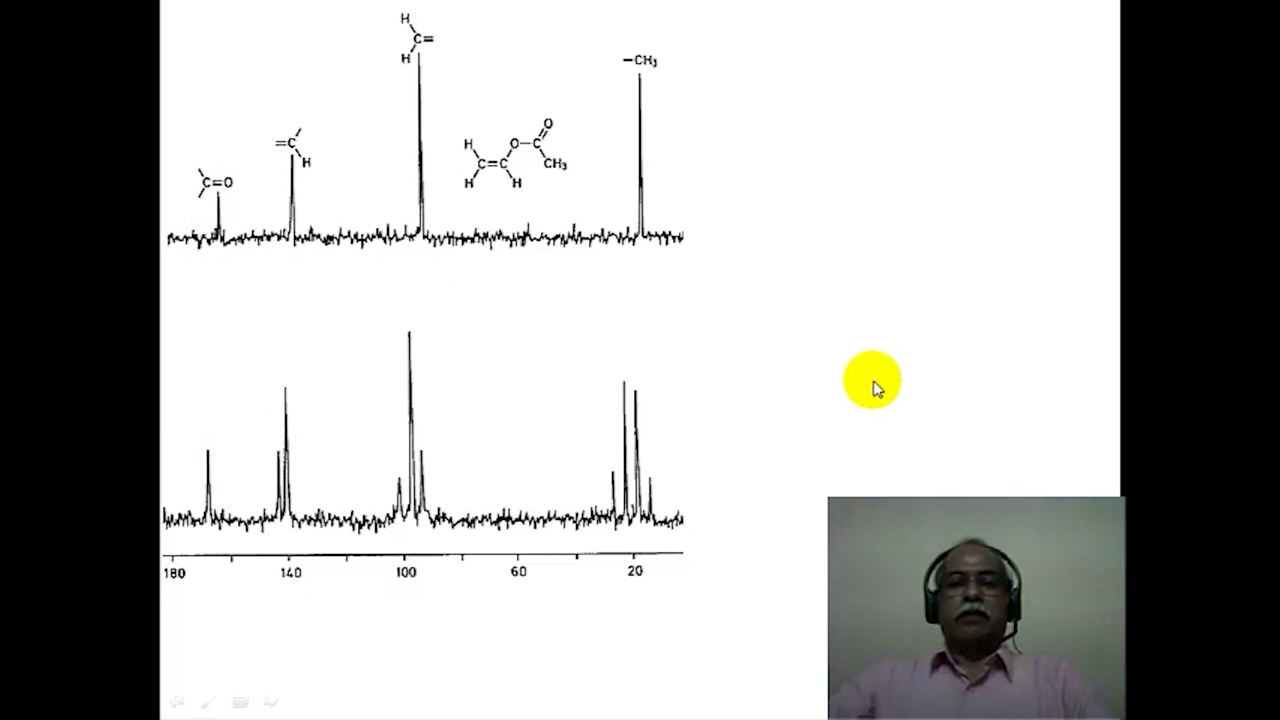 H
C=
H
–CH₃
=C
H
C=O
H
O–C
O
C=C
CH₃
H
H
180 140 100 60 20